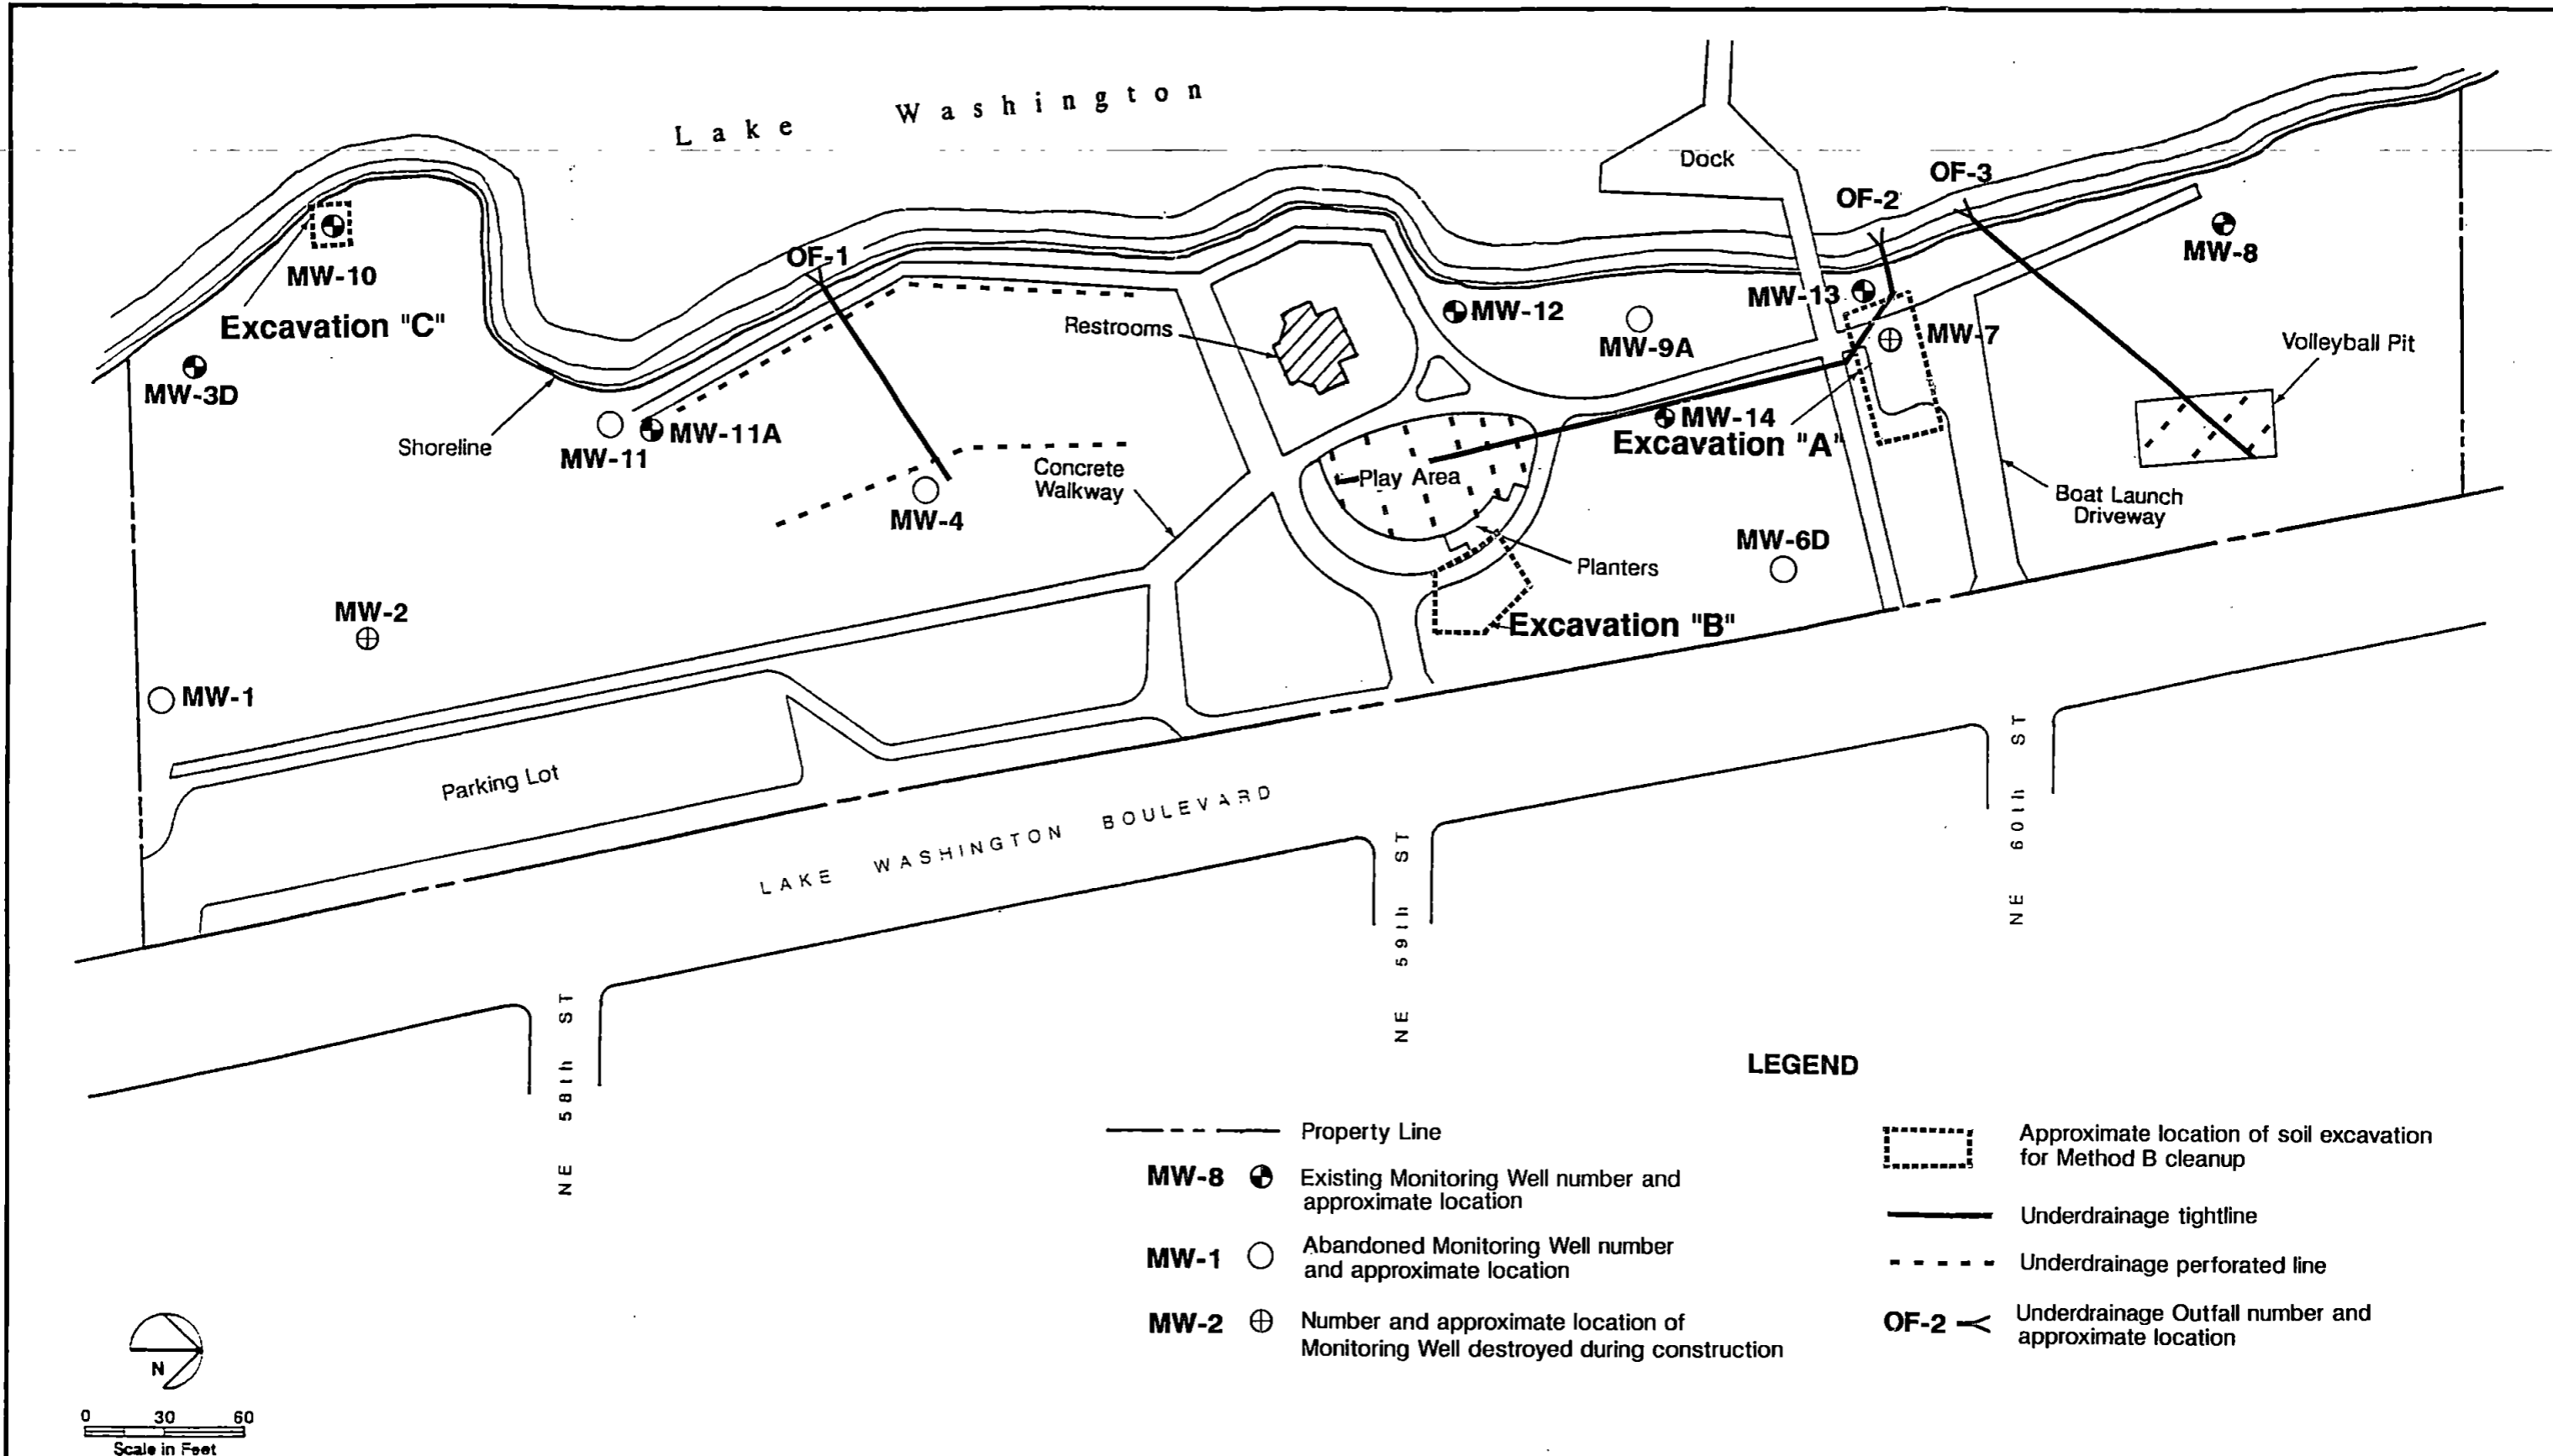 Lake Washington
Dock
OF-3
OF-2
MW-8
OF-1
MW-10
MW-13
Excavation "C"
Restrooms
MW-12
MW-9A
MW-7
Volleyball Pit
MW-3D
Shoreline
MW-11
MW-11A
MW-14
Excavation "A"
Concrete
Walkway
Play Area
MW-4
Boat Launch
Driveway
MW-6D
Planters
MW-2
Excavation "B"
MW-1
Parking Lot
LAKE WASHINGTON BOULEVARD
NE 58th ST
NE 59th ST
NE 60th ST
LEGEND
Property Line
MW-8 Existing Monitoring Well number and
approximate location
MW-1 Abandoned Monitoring Well number
and approximate location
MW-2 Number and approximate location of
Monitoring Well destroyed during construction
Approximate location of soil excavation
for Method B cleanup
Underdrainage tightline
Underdrainage perforated line
OF-2 Underdrainage Outfall number and
approximate location
N
0 30 60
Scale in Feet